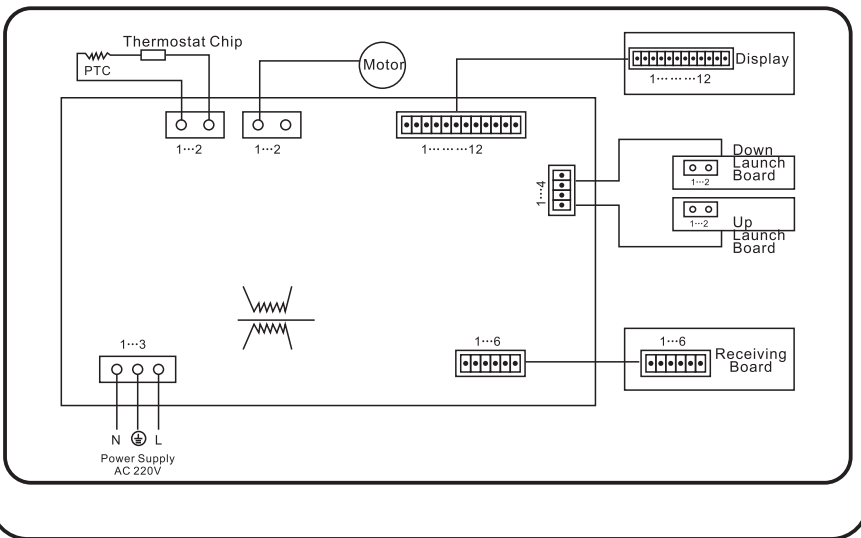 Thermostat Chip
PTC
Motor
Display
1………12
1…2
1…2
1………12
Down
Launch
Board
1…2
1…4
1…2
Up
Launch
Board
1…3
1…6
1…6
Receiving
Board
N
L
Power Supply
AC 220V